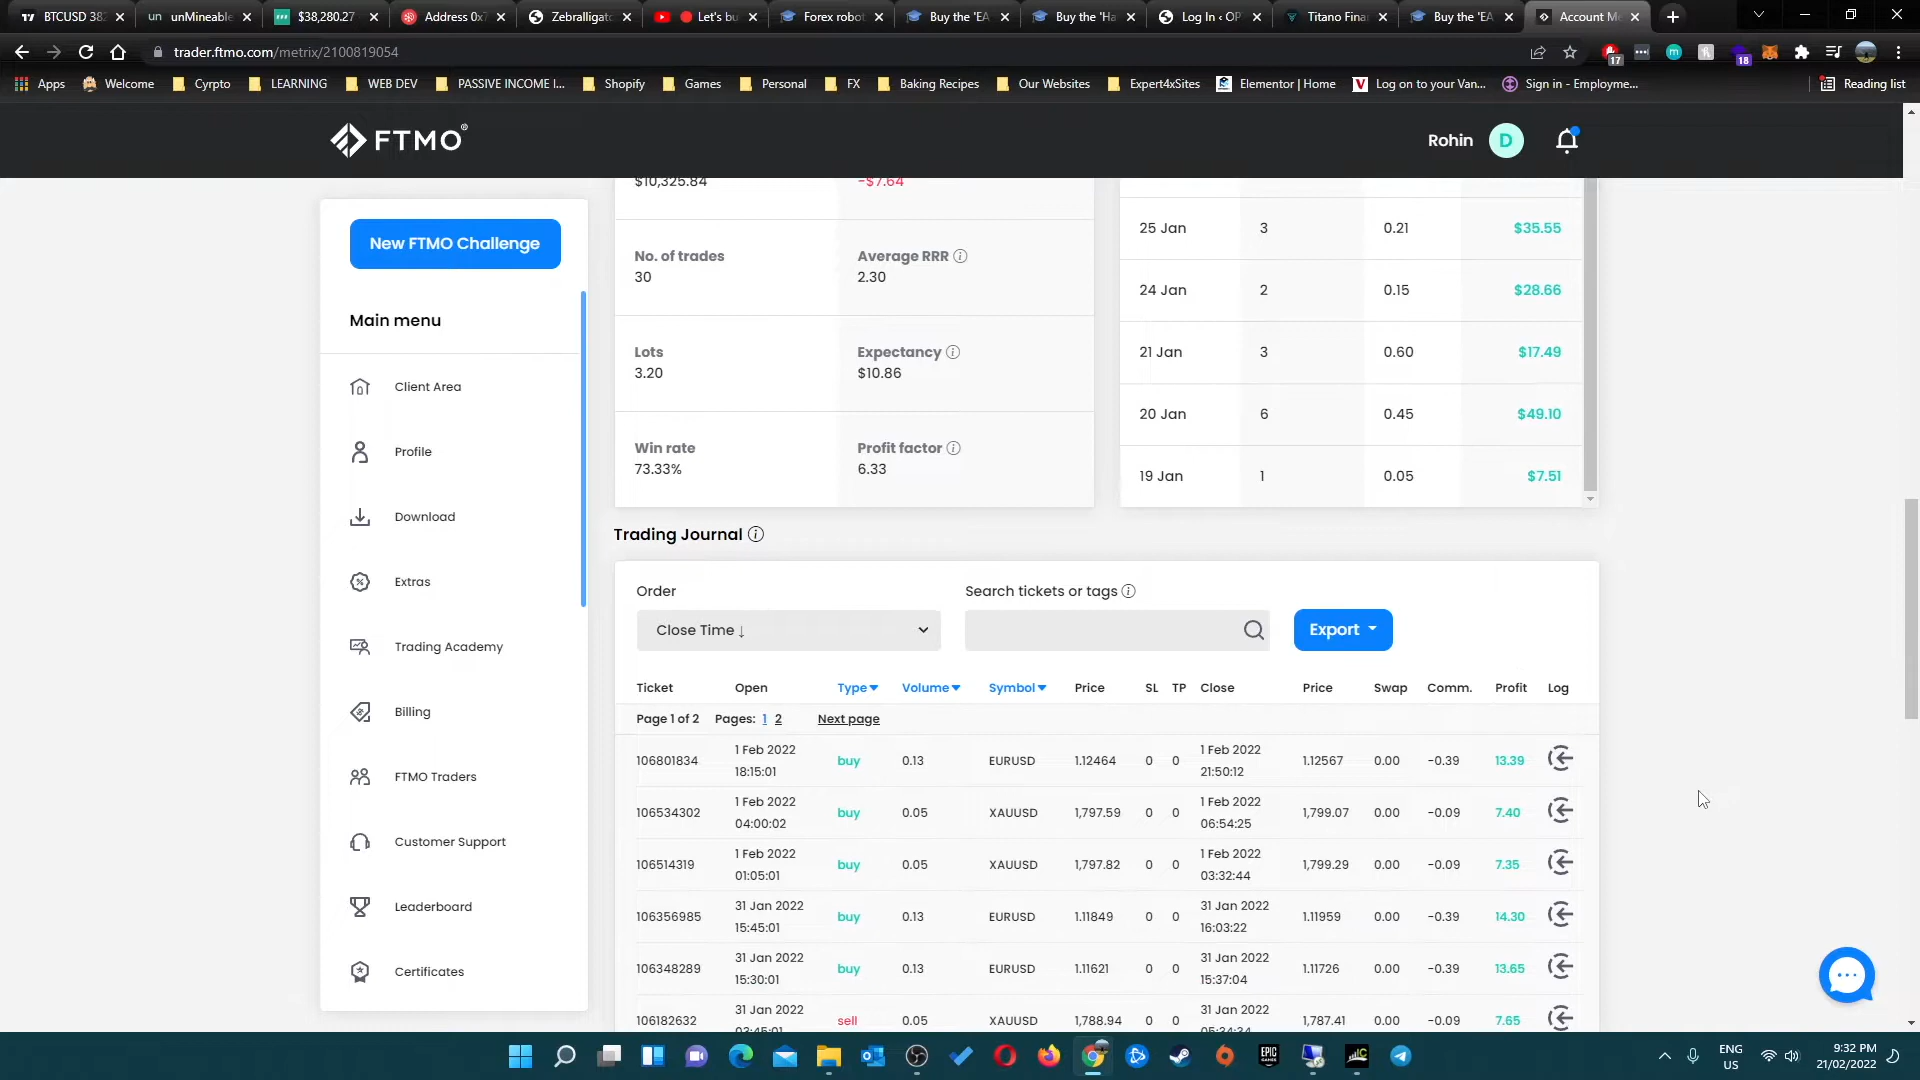 BTCUSD 382
unMineable
$38,280.27
Address 0x7
Zebralligato
Let's bu
Forex robot
Buy the 'EA
Buy the 'Ha
Log In ‹ OP
Titano Finan
Buy the 'EA
Account Me
trader.ftmo.com/metrix/2100819054
17
18
Apps
Welcome
Cyrpto
LEARNING
WEB DEV
PASSIVE INCOME I...
Shopify
Games
Personal
FX
Baking Recipes
Our Websites
Expert4xSites
Elementor | Home
Log on to your Van...
Sign in - Employme...
Reading list
FTMO®
Rohin
D
New FTMO Challenge
Main menu
Client Area
Profile
Download
Extras
Trading Academy
Billing
FTMO Traders
Customer Support
Leaderboard
Certificates
$10,325.84 -$7.64
No. of trades Average RRR
30 2.30
Lots Expectancy
3.20 $10.86
Win rate Profit factor
73.33% 6.33
25 Jan 3 0.21 $35.55
24 Jan 2 0.15 $28.66
21 Jan 3 0.60 $17.49
20 Jan 6 0.45 $49.10
19 Jan 1 0.05 $7.51
Trading Journal
Order Search tickets or tags
Close Time ↓ Export
Ticket Open Type Volume Symbol Price SL TP Close Price Swap Comm. Profit Log
Page 1 of 2 Pages: 1 2 Next page
106801834 1 Feb 2022 18:15:01 buy 0.13 EURUSD 1.12464 0 0 1 Feb 2022 21:50:12 1.12567 0.00 -0.39 13.39
106534302 1 Feb 2022 04:00:02 buy 0.05 XAUUSD 1,797.59 0 0 1 Feb 2022 06:54:25 1,799.07 0.00 -0.09 7.40
106514319 1 Feb 2022 01:05:01 buy 0.05 XAUUSD 1,797.82 0 0 1 Feb 2022 03:32:44 1,799.29 0.00 -0.09 7.35
106356985 31 Jan 2022 15:45:01 buy 0.13 EURUSD 1.11849 0 0 31 Jan 2022 16:03:22 1.11959 0.00 -0.39 14.30
106348289 31 Jan 2022 15:30:01 buy 0.13 EURUSD 1.11621 0 0 31 Jan 2022 15:37:04 1.11726 0.00 -0.39 13.65
106182632 31 Jan 2022 03:45:01 sell 0.05 XAUUSD 1,788.94 0 0 31 Jan 2022 05:34:34 1,787.41 0.00 -0.09 7.65
EPIC GAMES
ENG
US
9:32 PM
21/02/2022